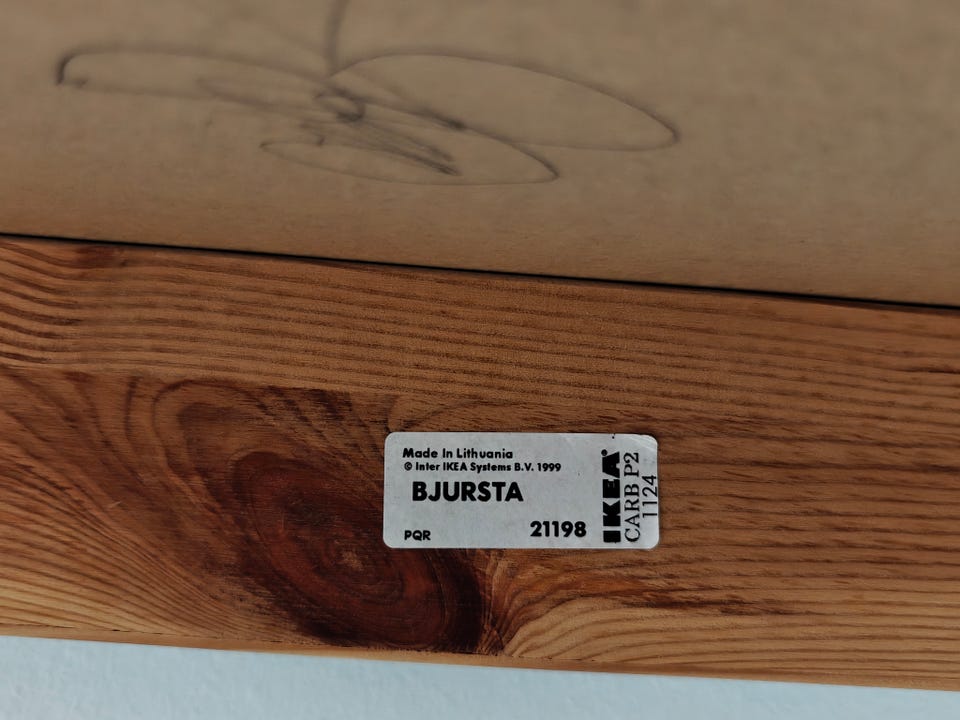 Made In Lithuania
© Inter IKEA Systems B.V. 1999
BJURSTA
PQR
21198
IKEA®
CARB P2
1124